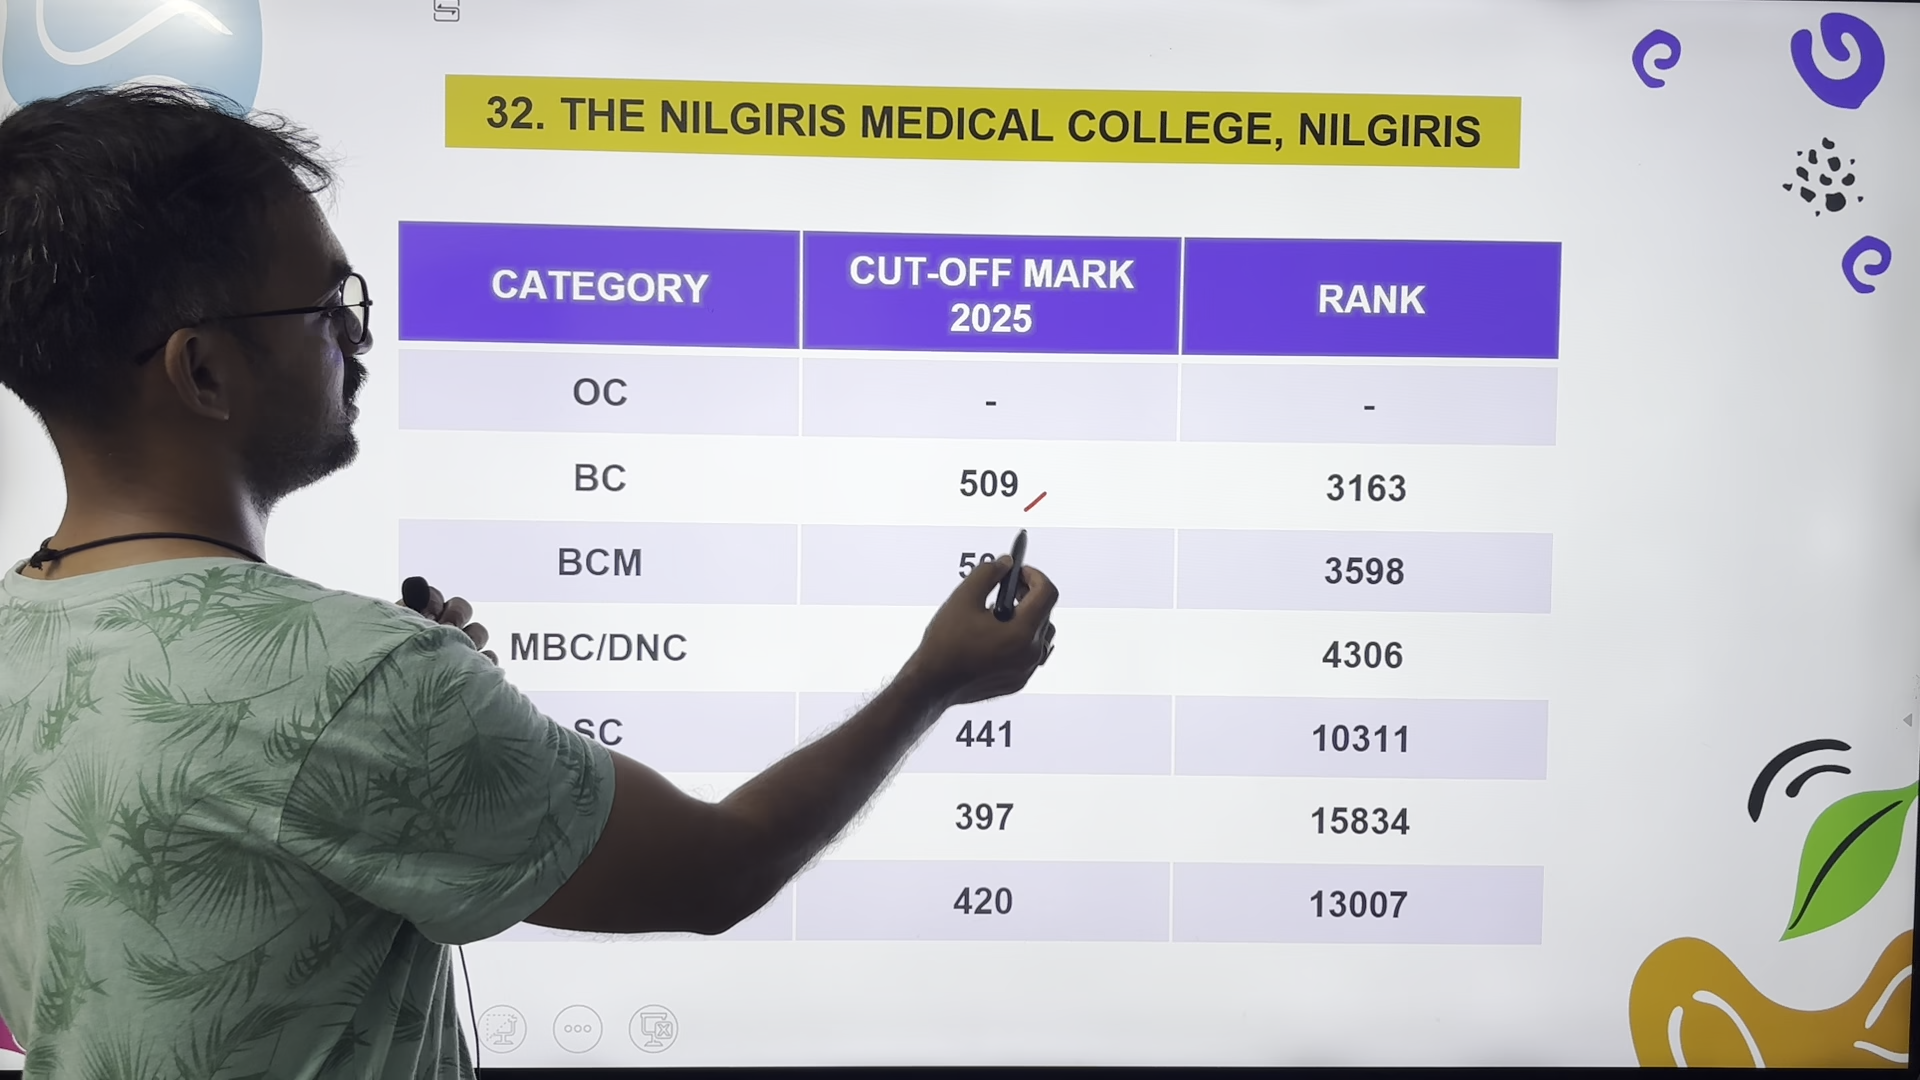 32. THE NILGIRIS MEDICAL COLLEGE, NILGIRIS
CATEGORY CUT-OFF MARK 2025 RANK
OC - -
BC 509 3163
BCM 3598
MBC/DNC 4306
SC 441 10311
397 15834
420 13007